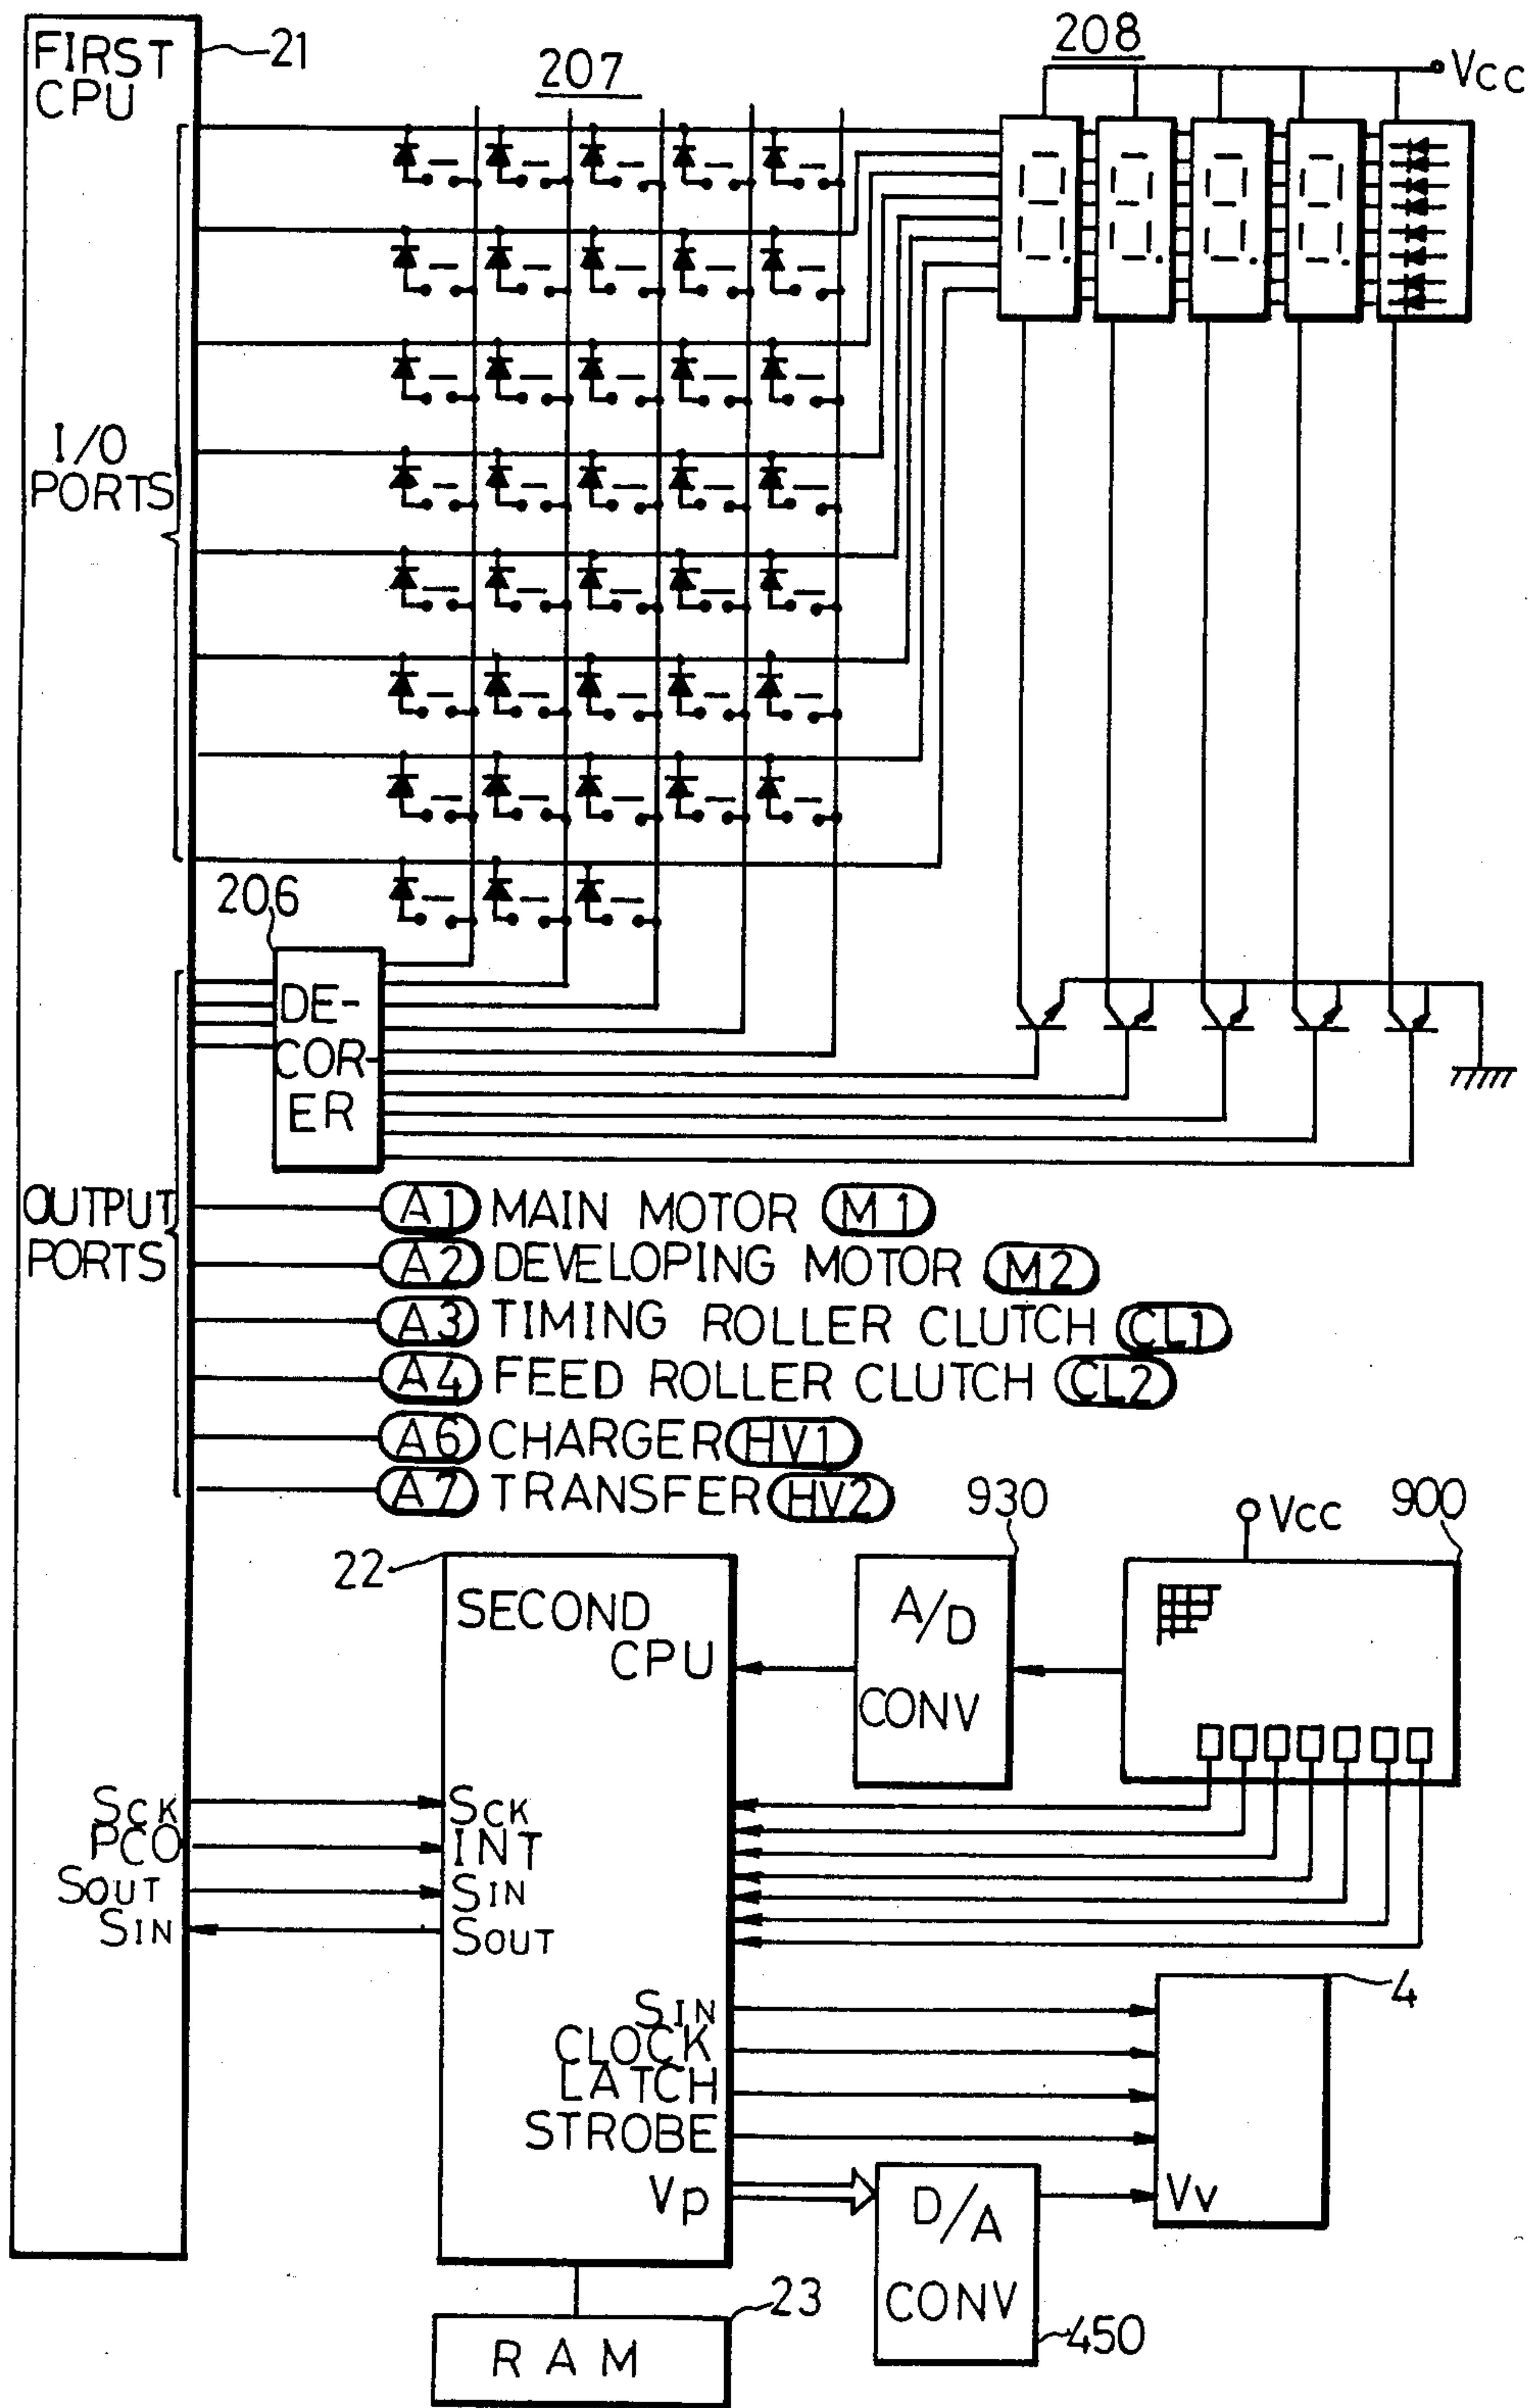 FIRST
CPU
21
207
208
Vcc
I/O
PORTS
206
DE-
COR-
ER
OUTPUT
PORTS
A1 MAIN MOTOR M1
A2 DEVELOPING MOTOR M2
A3 TIMING ROLLER CLUTCH CL1
A4 FEED ROLLER CLUTCH CL2
A6 CHARGER HV1
A7 TRANSFER HV2
22
SECOND
CPU
930
A/D
CONV
Vcc
900
SCK
PCO
SOUT
SIN
SCK
INT
SIN
SOUT
SIN
CLOCK
LATCH
STROBE
Vp
4
Vv
D/A
CONV
450
23
RAM